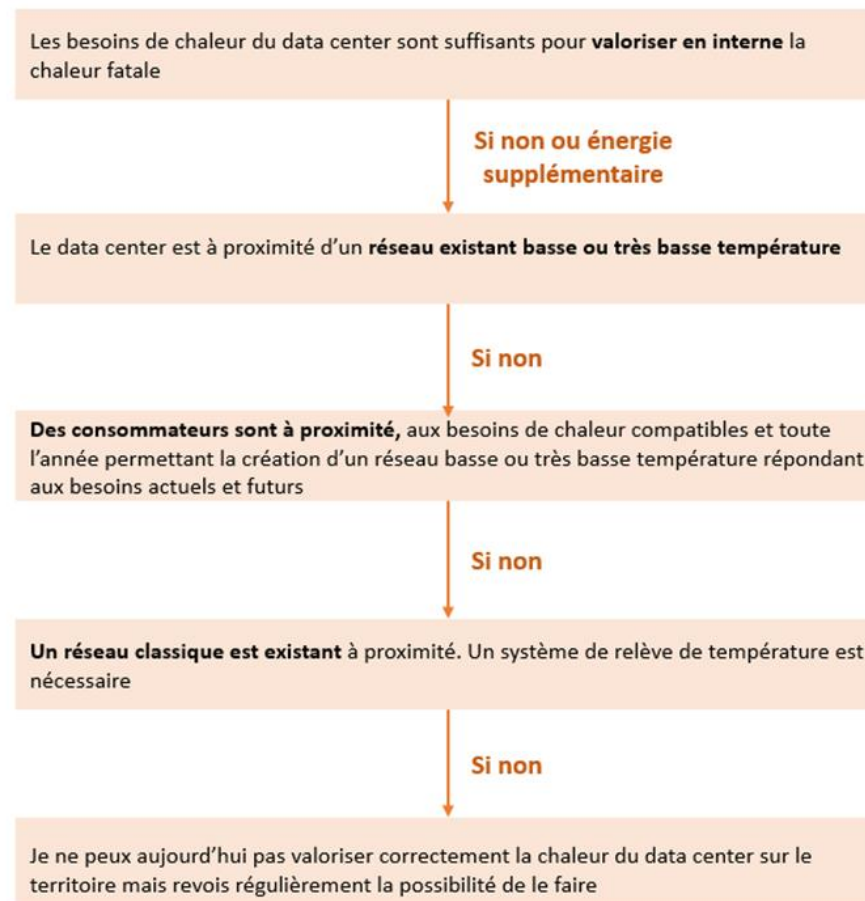 Les besoins de chaleur du data center sont suffisants pour valoriser en interne la
chaleur fatale
Si non ou énergie
supplémentaire
Le data center est à proximité d’un réseau existant basse ou très basse température
Si non
Des consommateurs sont à proximité, aux besoins de chaleur compatibles et toute
l’année permettant la création d’un réseau basse ou très basse température répondant
aux besoins actuels et futurs
Si non
Un réseau classique est existant à proximité. Un système de relève de température est
nécessaire
Si non
Je ne peux aujourd’hui pas valoriser correctement la chaleur du data center sur le
territoire mais revois régulièrement la possibilité de le faire